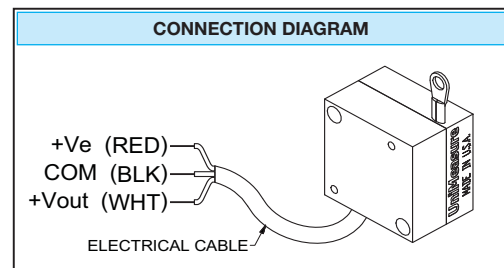 CONNECTION DIAGRAM
+Ve (RED)
COM (BLK)
+Vout (WHT)
ELECTRICAL CABLE
UniMeasure
MADE IN U.S.A.